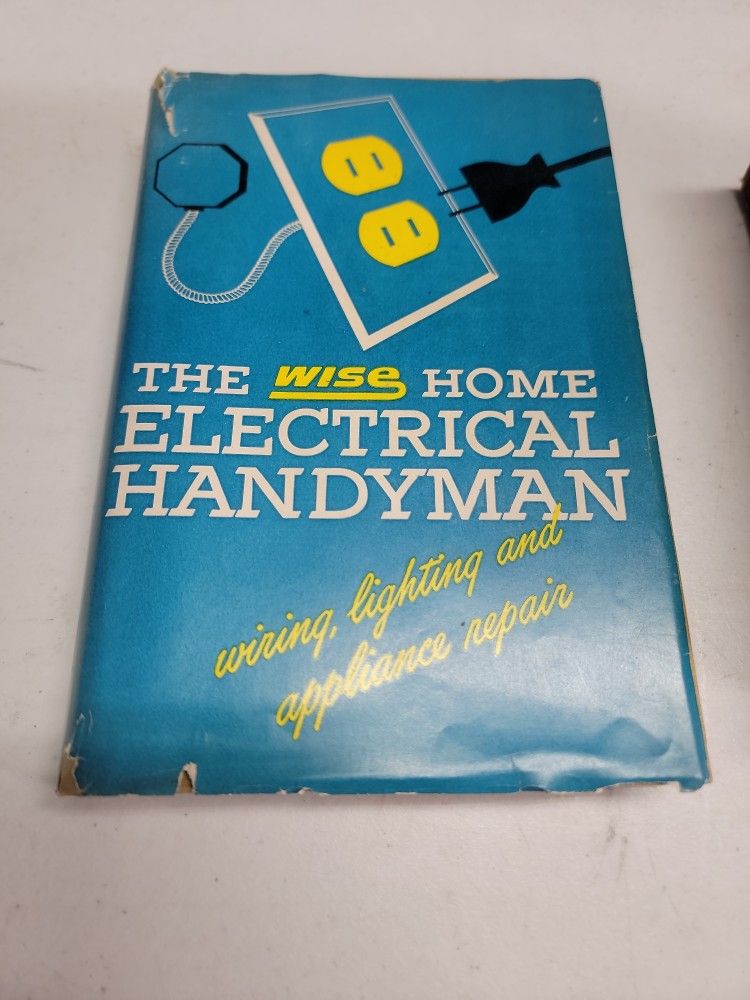 THE wise HOME
ELECTRICAL
HANDYMAN
wiring, lighting and
appliance repair